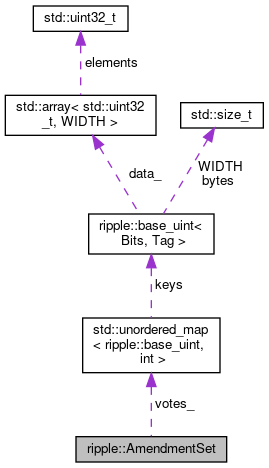 std::uint32_t
elements
std::array< std::uint32
_t, WIDTH >
std::size_t
data_
WIDTH
bytes
ripple::base_uint<
Bits, Tag >
keys
std::unordered_map
< ripple::base_uint,
int >
votes_
ripple::AmendmentSet